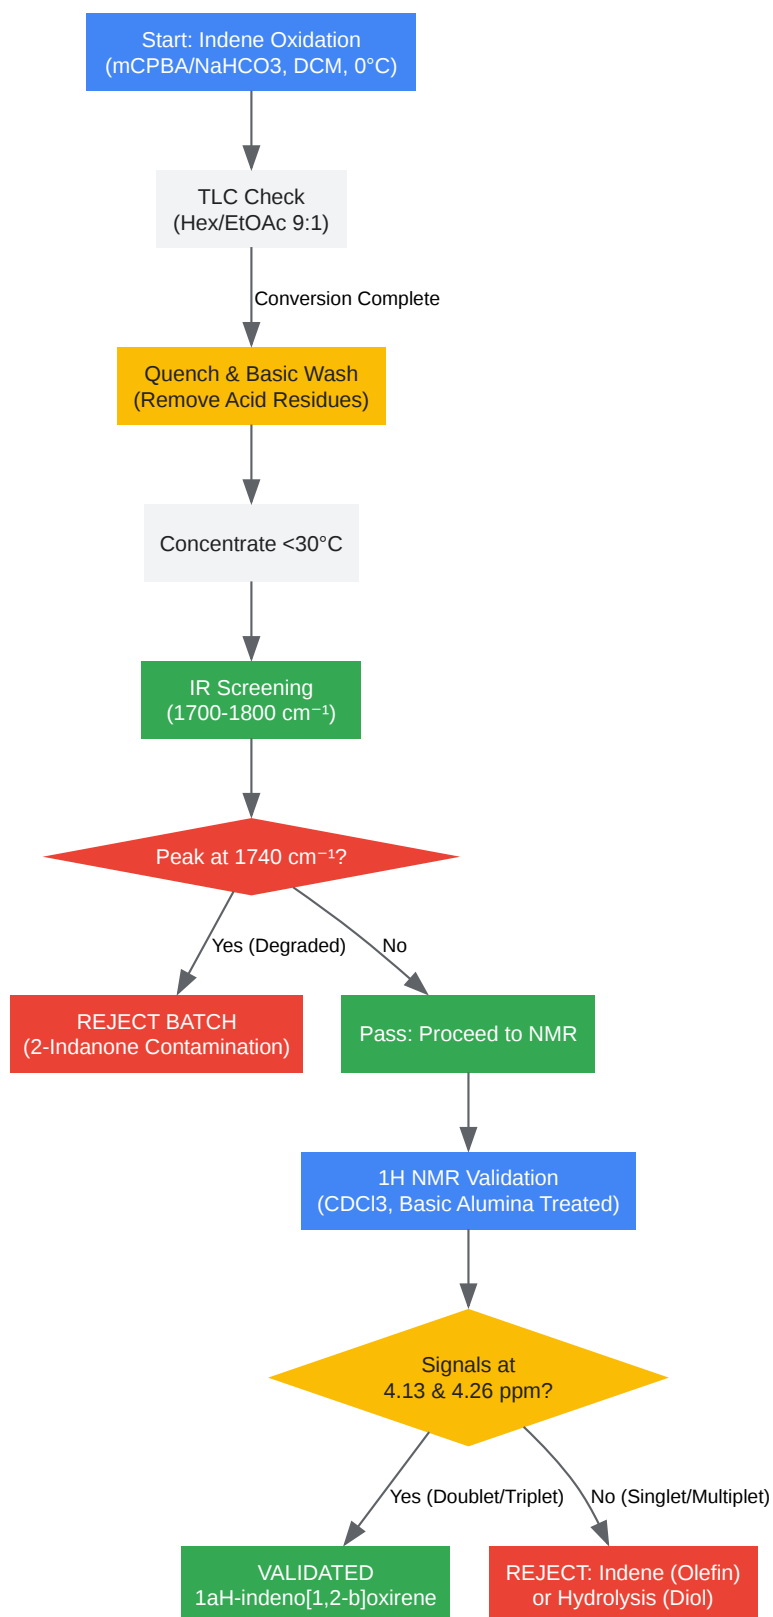 Start: Indene Oxidation
(mCPBA/NaHCO3, DCM, 0°C)
TLC Check
(Hex/EtOAc 9:1)
Conversion Complete
Quench & Basic Wash
(Remove Acid Residues)
Concentrate <30°C
IR Screening
(1700-1800 cm⁻¹)
Peak at 1740 cm⁻¹?
Yes (Degraded)
No
REJECT BATCH
(2-Indanone Contamination)
Pass: Proceed to NMR
1H NMR Validation
(CDCl3, Basic Alumina Treated)
Signals at
4.13 & 4.26 ppm?
Yes (Doublet/Triplet)
No (Singlet/Multiplet)
VALIDATED
1aH-indeno[1,2-b]oxirene
REJECT: Indene (Olefin)
or Hydrolysis (Diol)